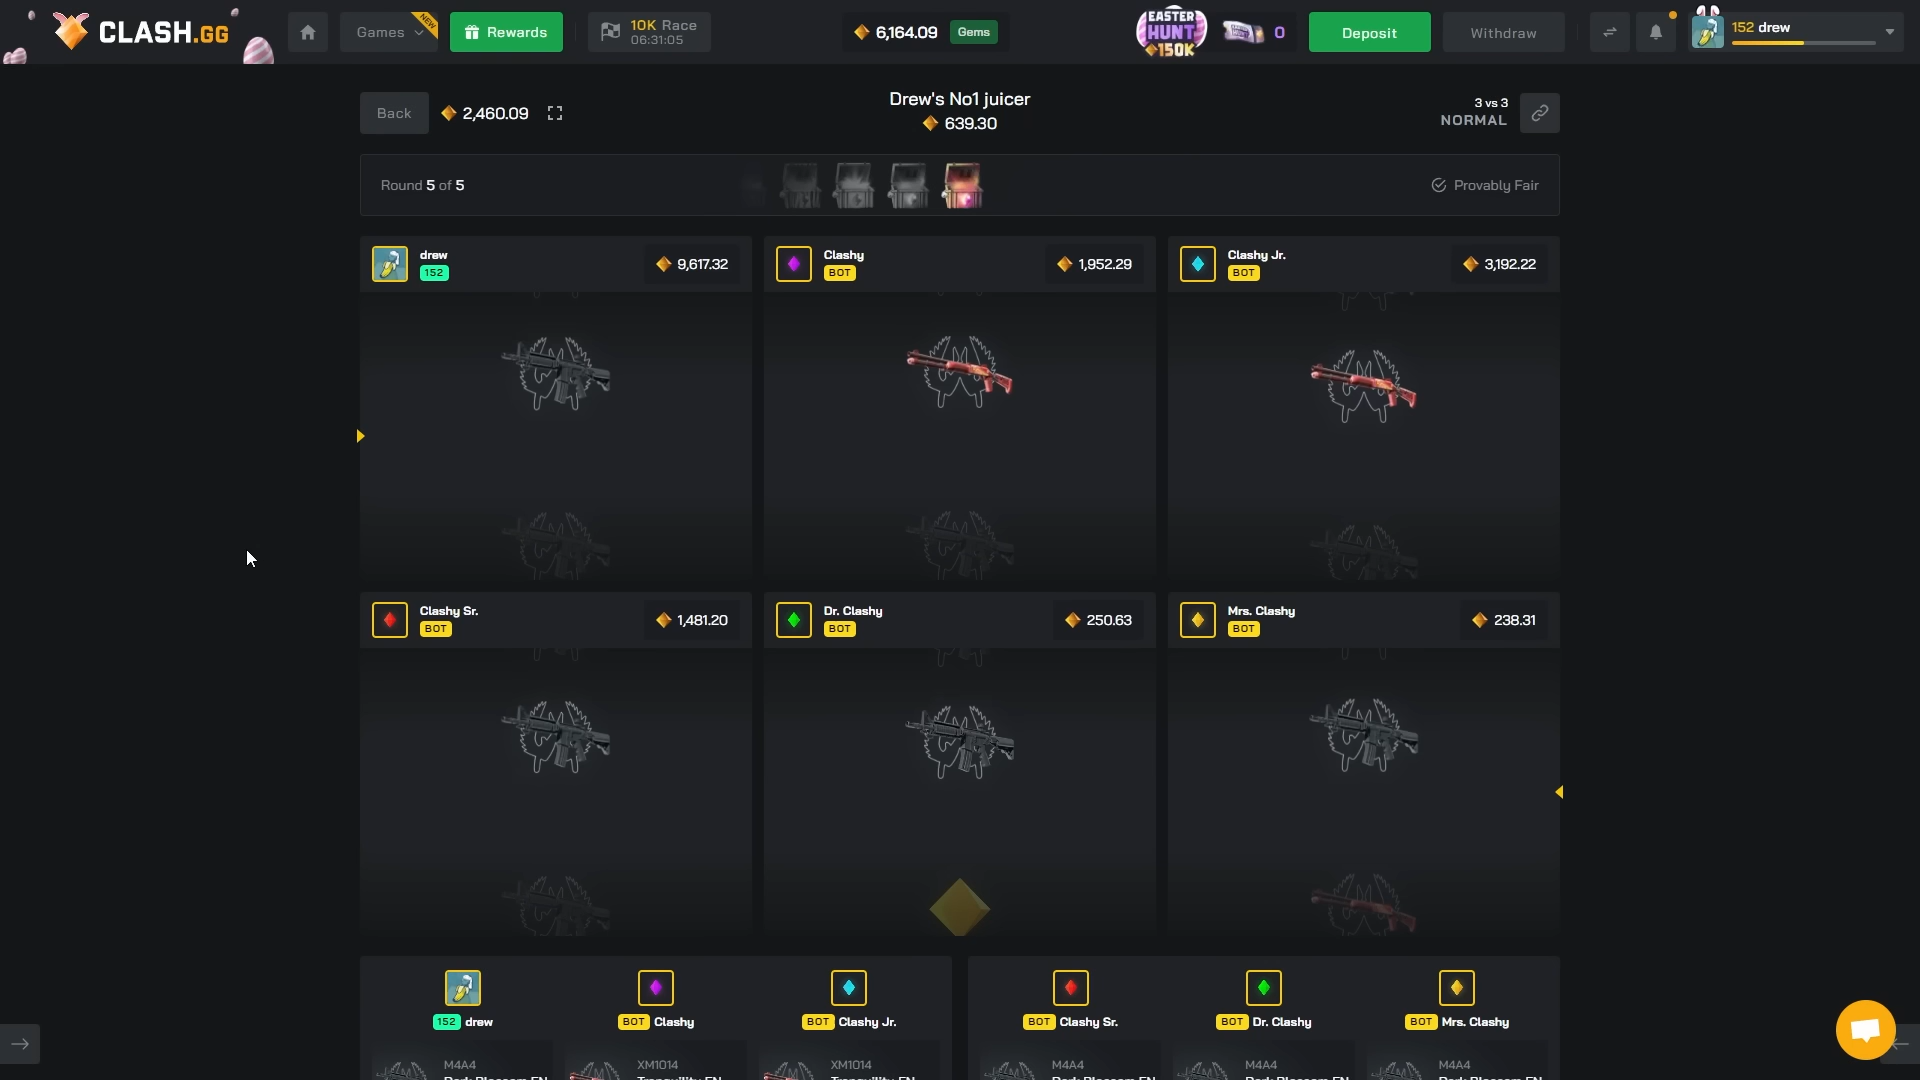 CLASH.GG
Games
NEW
Rewards
10K Race
06:31:05
6,164.09
Gems
EASTER
HUNT
150K
0
Deposit
Withdraw
152 drew
Back
2,460.09
Drew's No1 juicer
639.30
3 vs 3
NORMAL
Round 5 of 5
Provably Fair
drew
152
9,617.32
Clashy
BOT
1,952.29
Clashy Jr.
BOT
3,192.22
Clashy Sr.
BOT
1,481.20
Dr. Clashy
BOT
250.63
Mrs. Clashy
BOT
238.31
152 drew
BOT Clashy
BOT Clashy Jr.
BOT Clashy Sr.
BOT Dr. Clashy
BOT Mrs. Clashy
M4A4
XM1014
XM1014
M4A4
M4A4
M4A4